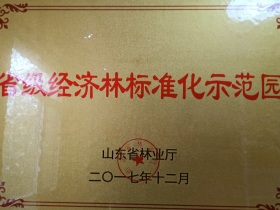 省级经济林标准化示范园
山东省林业厅
二〇一七年十二月